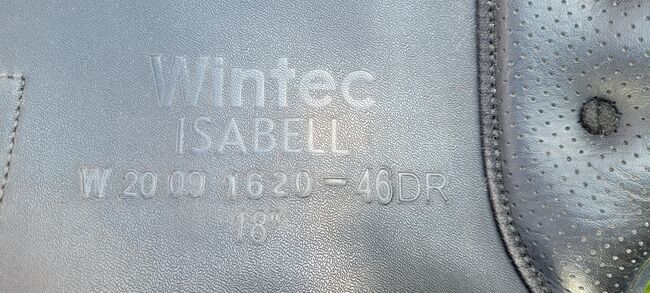 Wintec
ISABELL
W 20 09 1620-46DR
18"